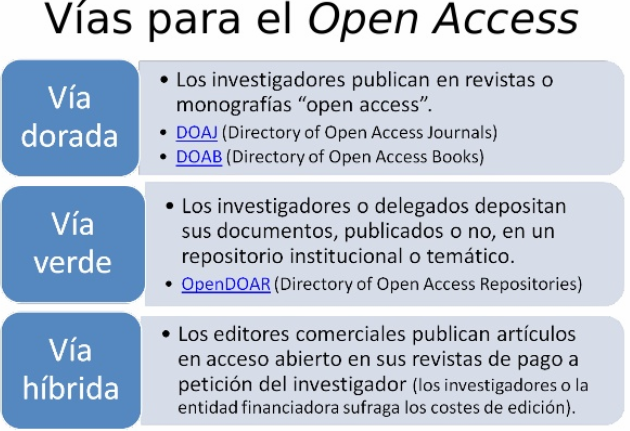 Vías para el Open Access
Vía
dorada
• Los investigadores publican en revistas o
monografías “open access”.
• DOAJ (Directory of Open Access Journals)
• DOAB (Directory of Open Access Books)
Vía
verde
• Los investigadores o delegados depositan
sus documentos, publicados o no, en un
repositorio institucional o temático.
• OpenDOAR (Directory of Open Access Repositories)
Vía
híbrida
• Los editores comerciales publican artículos
en acceso abierto en sus revistas de pago a
petición del investigador (los investigadores o la
entidad financiadora sufraga los costes de edición).